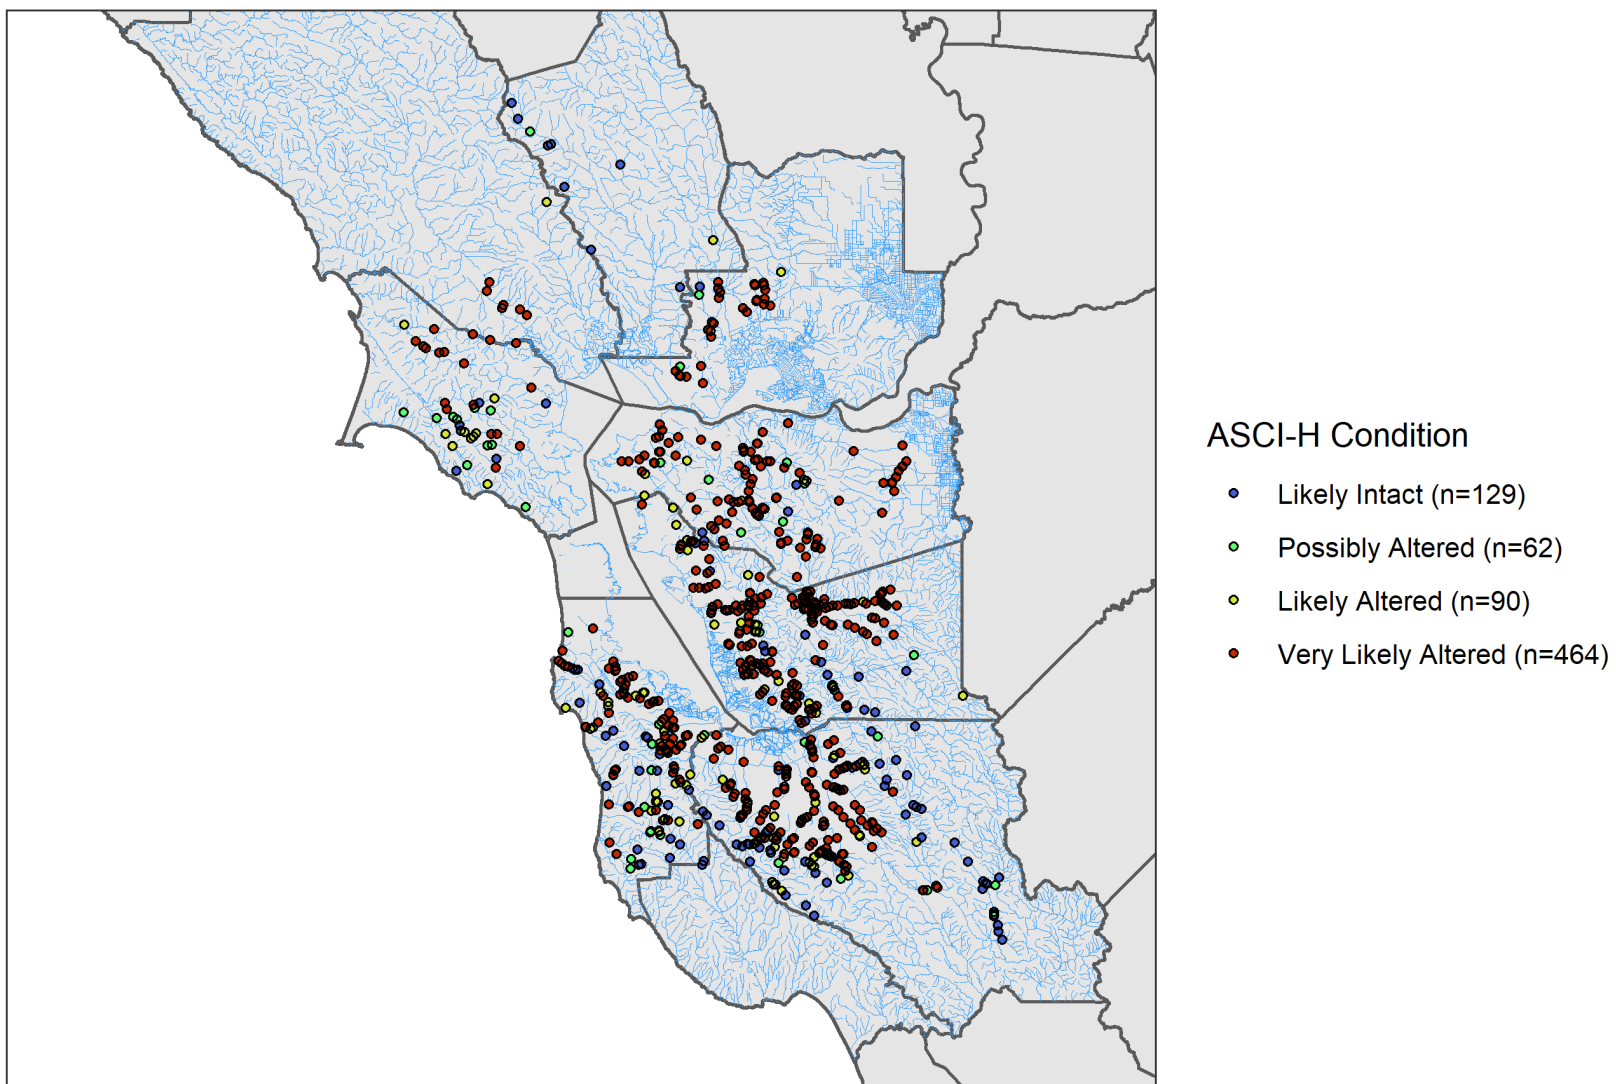 ASCI-H Condition
Likely Intact (n=129)
Possibly Altered (n=62)
Likely Altered (n=90)
Very Likely Altered (n=464)